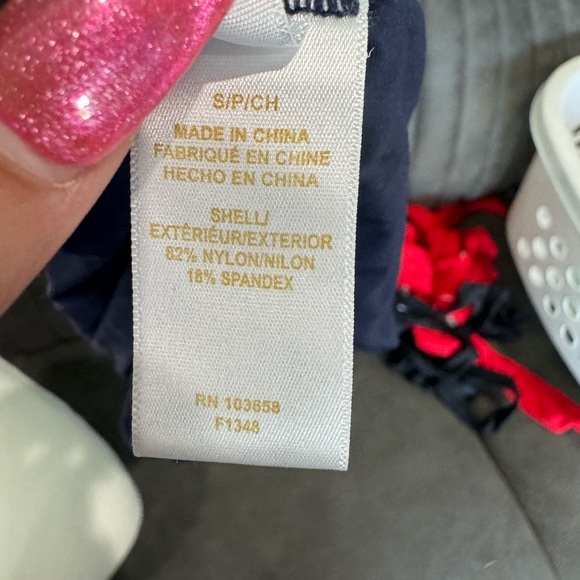 S/P/CH
MADE IN CHINA
FABRIQUÉ EN CHINE
HECHO EN CHINA
SHELL/
EXTÉRIEUR/EXTERIOR
82% NYLON/NILON
18% SPANDEX
RN 103658
F1348